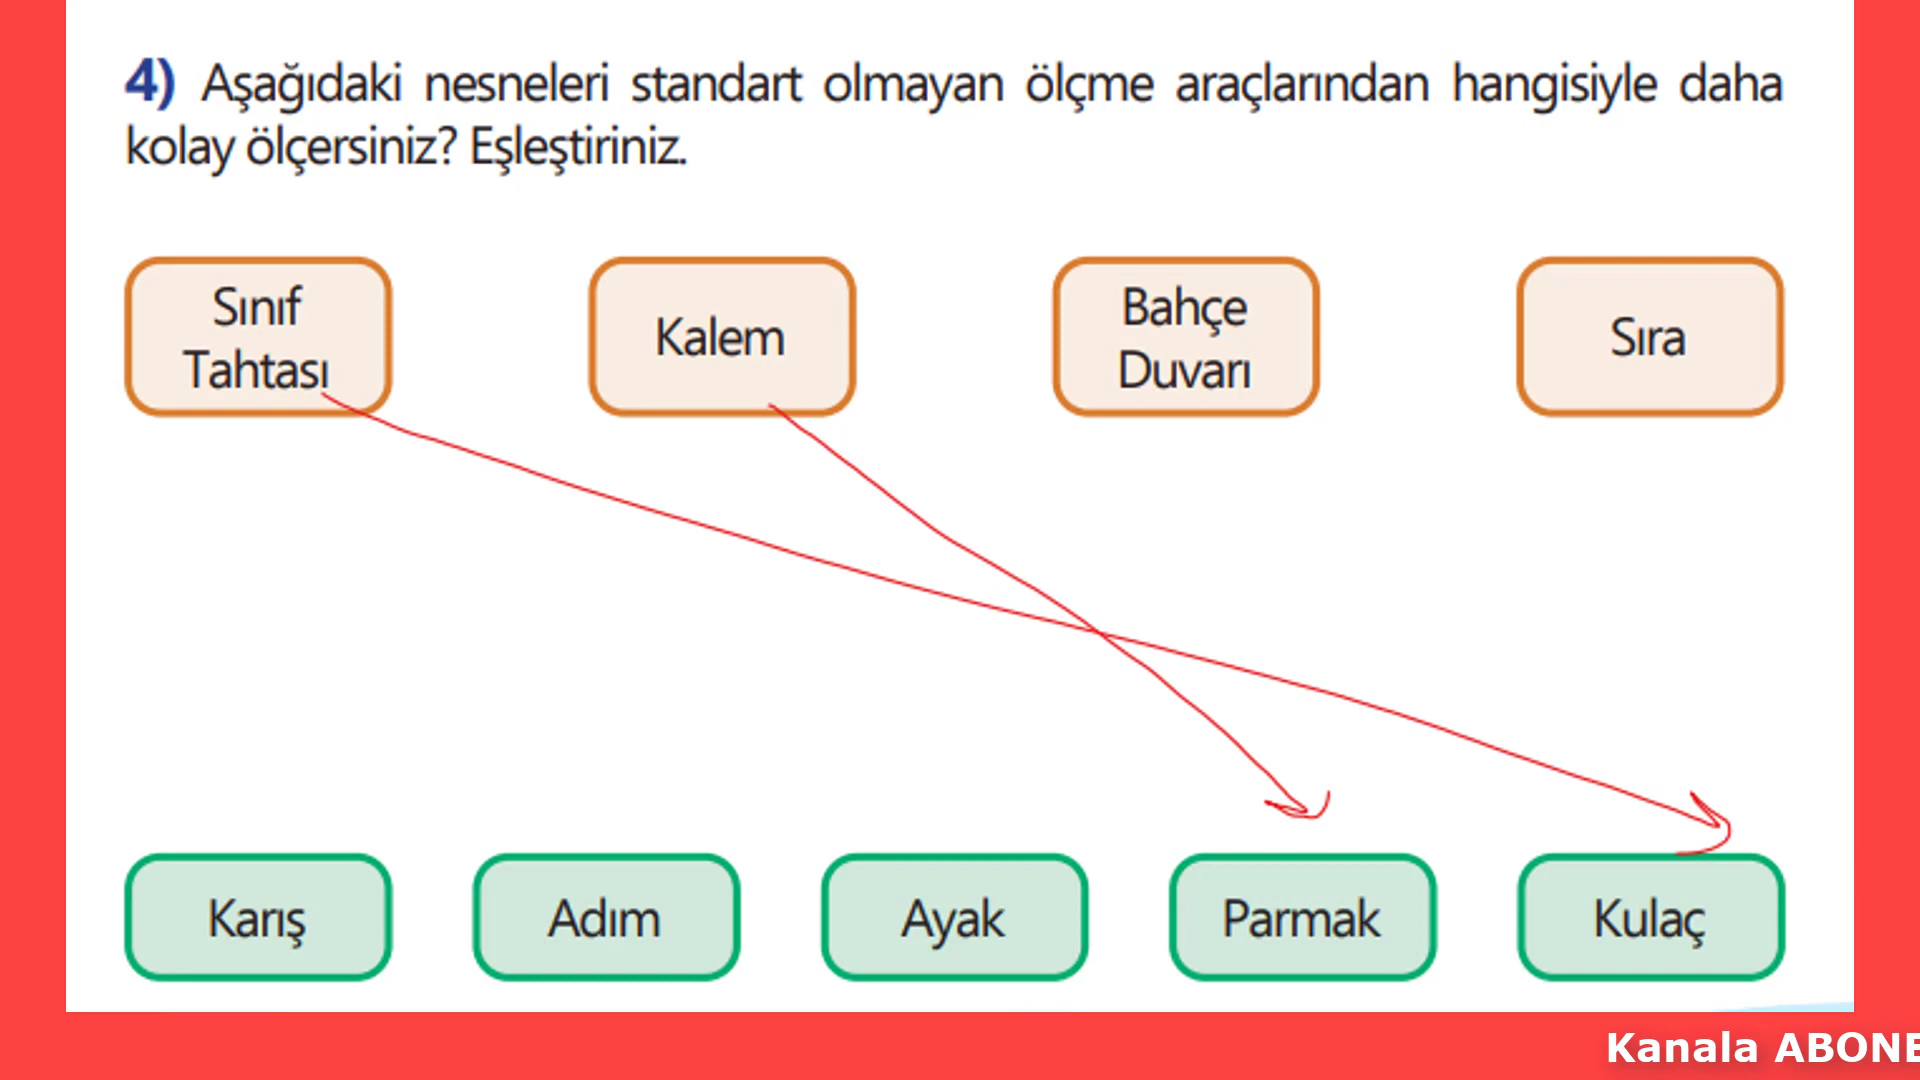 4) Aşağıdaki nesneleri standart olmayan ölçme araçlarından hangisiyle daha
kolay ölçersiniz? Eşleştiriniz.
Sınıf
Tahtası
Kalem
Bahçe
Duvarı
Sıra
Karış
Adım
Ayak
Parmak
Kulaç
Kanala ABONE